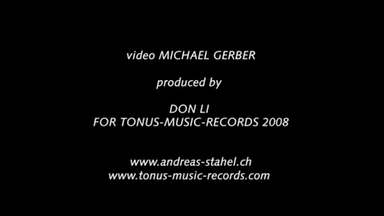 video MICHAEL GERBER
produced by
DON LI
FOR TONUS-MUSIC-RECORDS 2008
www.andreas-stahel.ch
www.tonus-music-records.com